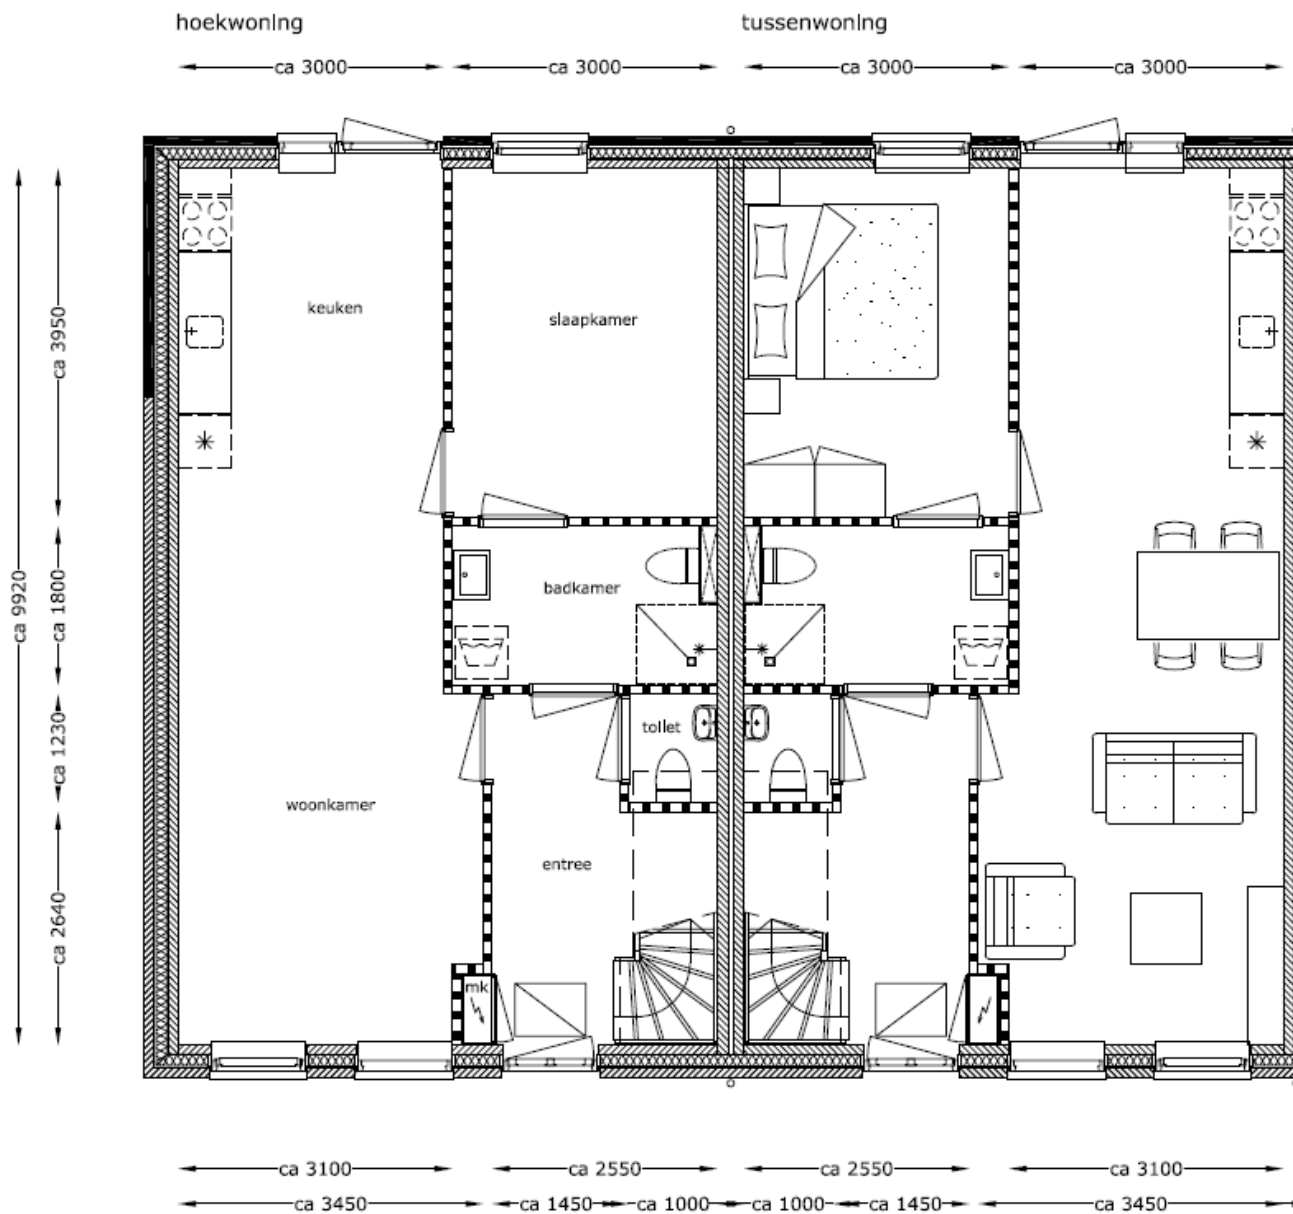 hoekwoning tussenwoning
ca 3000 ca 3000 ca 3000 ca 3000
keuken
slaapkamer
ca 3950
badkamer
ca 9920
ca 1800
toilet
ca 1230
woonkamer
entree
ca 2640
mk
ca 3100 ca 2550 ca 2550 ca 3100
ca 3450 ca 1450 ca 1000 ca 1000 ca 1450 ca 3450